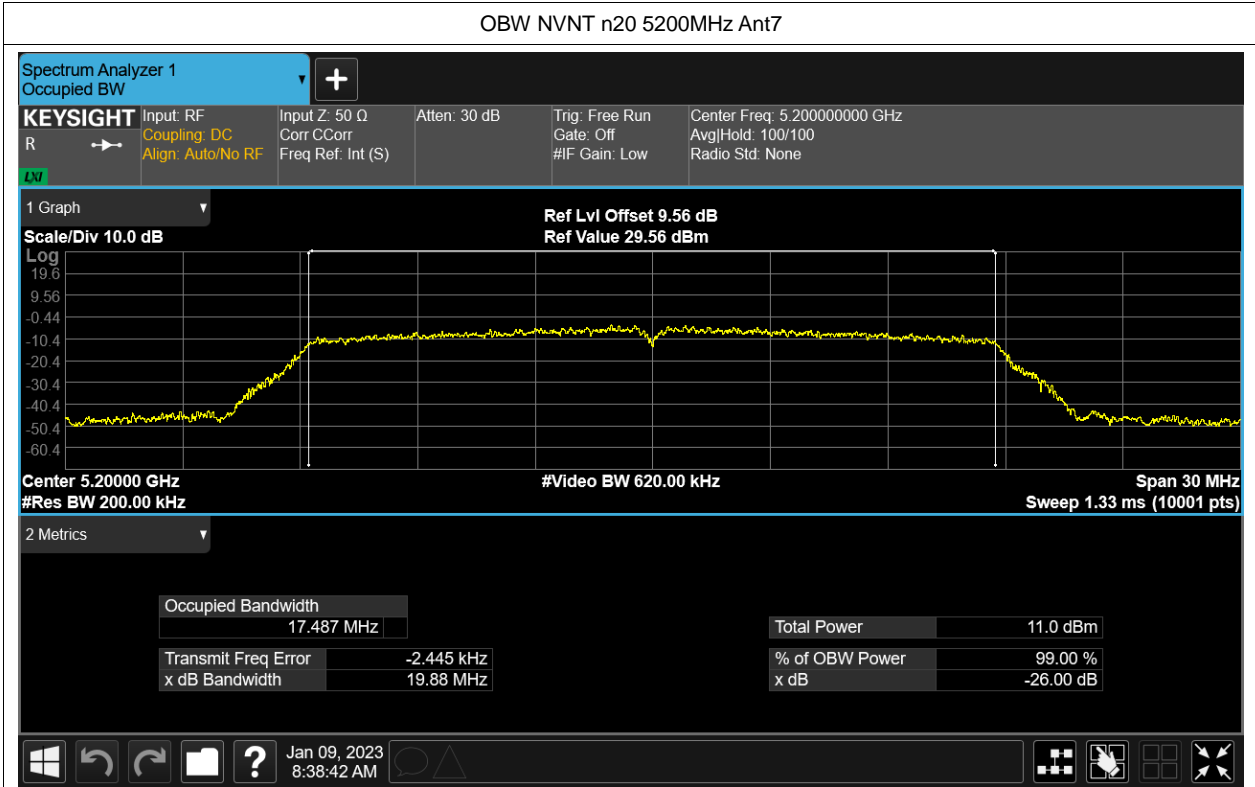 OBW NVNT n20 5200MHz Ant7
Spectrum Analyzer 1
Occupied BW
KEYSIGHT
R
LXI
Input: RF
Coupling: DC
Align: Auto/No RF
Input Z: 50 Ω
Corr CCorr
Freq Ref: Int (S)
Atten: 30 dB
Trig: Free Run
Gate: Off
#IF Gain: Low
Center Freq: 5.200000000 GHz
Avg|Hold: 100/100
Radio Std: None
1 Graph
Scale/Div 10.0 dB
Ref Lvl Offset 9.56 dB
Ref Value 29.56 dBm
Log
19.6
9.56
-0.44
-10.4
-20.4
-30.4
-40.4
-50.4
-60.4
Center 5.20000 GHz
#Res BW 200.00 kHz
#Video BW 620.00 kHz
Span 30 MHz
Sweep 1.33 ms (10001 pts)
2 Metrics
Occupied Bandwidth
17.487 MHz
Transmit Freq Error -2.445 kHz
x dB Bandwidth 19.88 MHz
Total Power 11.0 dBm
% of OBW Power 99.00 %
x dB -26.00 dB
?
Jan 09, 2023
8:38:42 AM